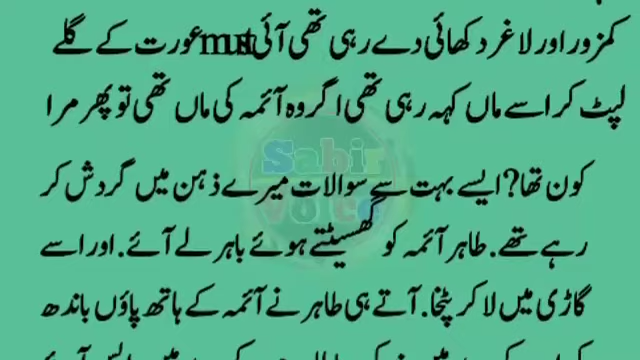 کمزور اور لاغر دکھائی دے رہی تھی آئی must عورت کے گلے
لپٹ کر اسے ماں کہہ رہی تھی اگر وہ آئمہ کی ماں تھی تو پھر مرا
کون تھا? ایسے بہت سے سوالات میرے ذہن میں گردش کر
رہے تھے. طاہر آئمہ کو گھسیٹتے ہوئے باہر لے آئے. اور اسے
گاڑی میں لا کر پٹخا. آتے ہی طاہر نے آئمہ کے ہاتھ پاؤں باندھ
Sabir Voice